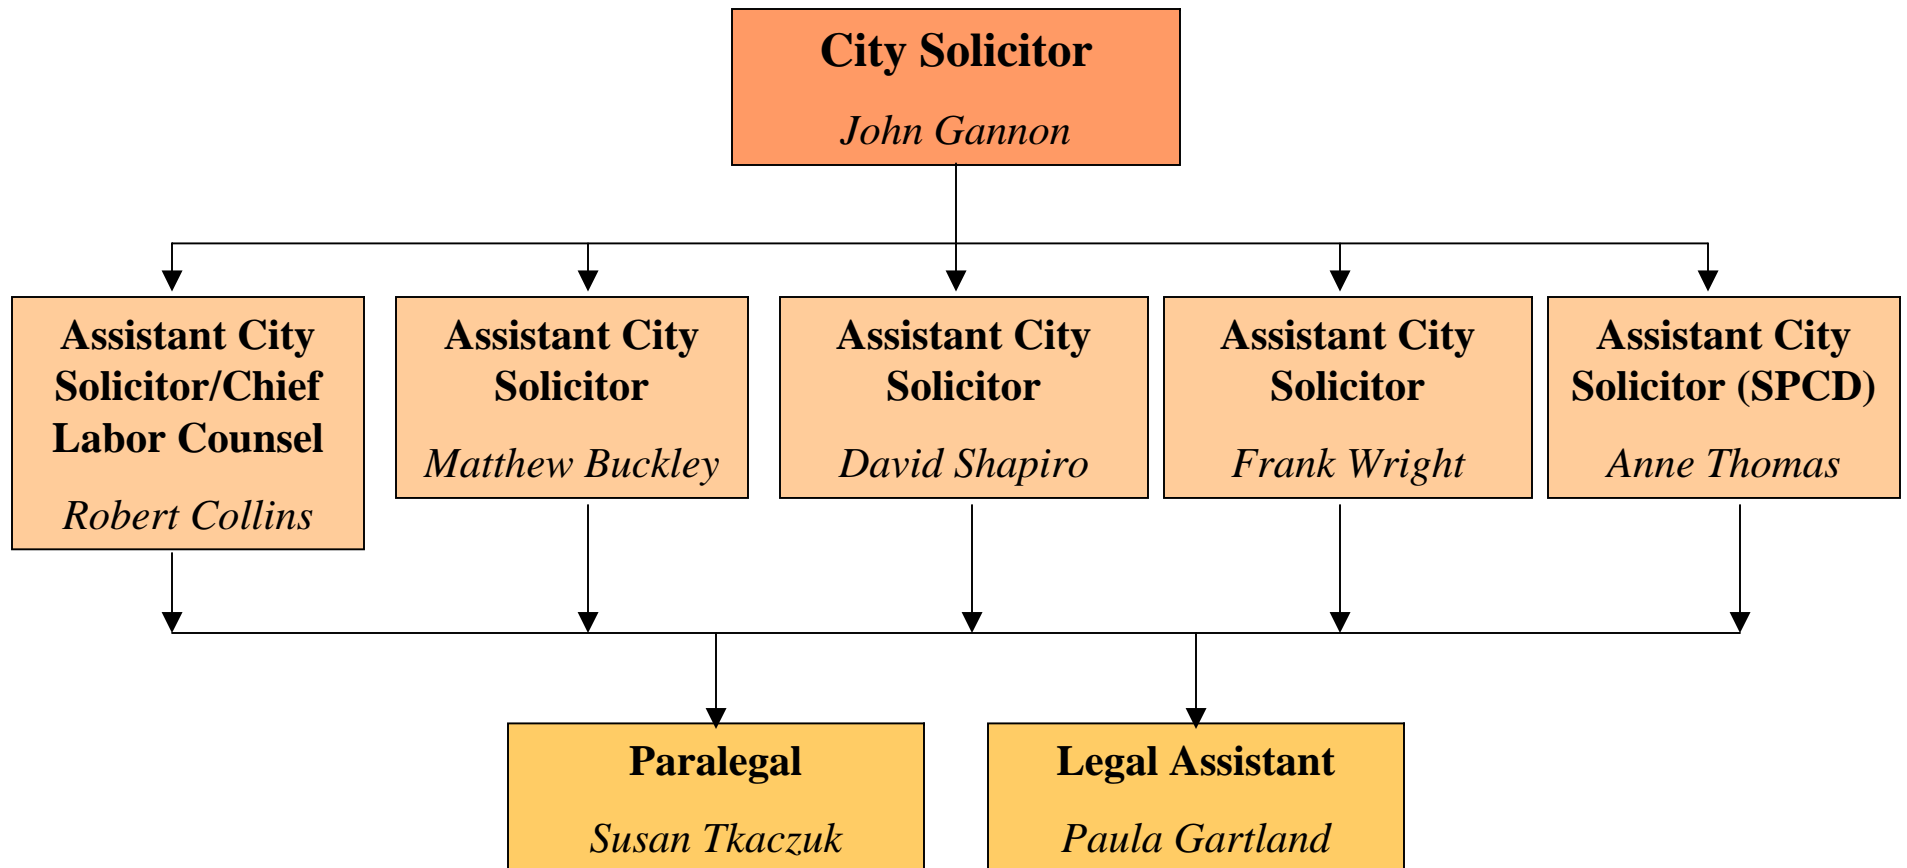 City Solicitor
John Gannon
Assistant City
Solicitor/Chief
Labor Counsel
Robert Collins
Assistant City
Solicitor
Matthew Buckley
Assistant City
Solicitor
David Shapiro
Assistant City
Solicitor
Frank Wright
Assistant City
Solicitor (SPCD)
Anne Thomas
Paralegal
Susan Tkaczuk
Legal Assistant
Paula Gartland